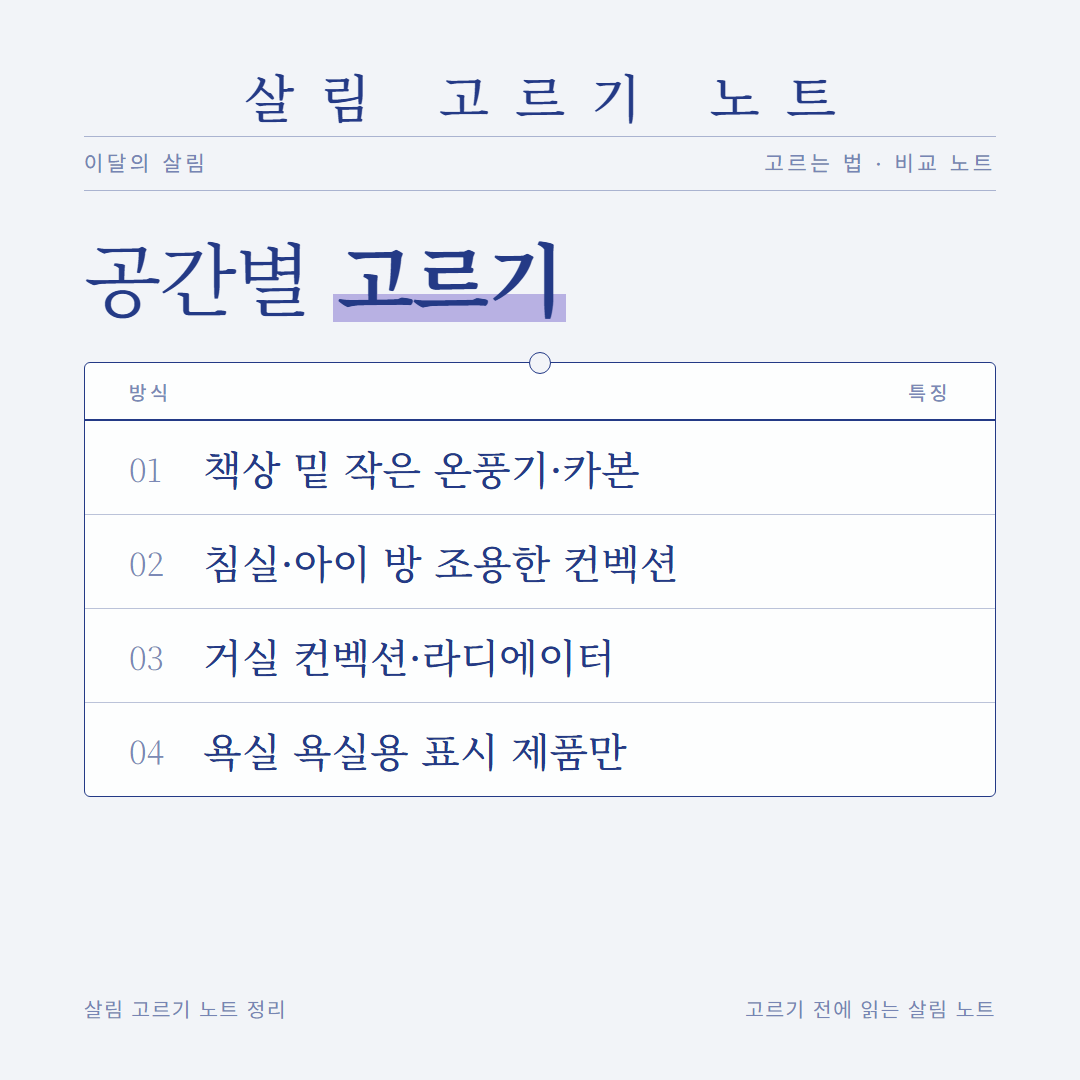 살림 고르기 노트
이달의 살림
고르는 법 · 비교 노트
공간별 고르기
방식
특징
01 책상 밑 작은 온풍기·카본
02 침실·아이 방 조용한 컨벡션
03 거실 컨벡션·라디에이터
04 욕실 욕실용 표시 제품만
살림 고르기 노트 정리
고르기 전에 읽는 살림 노트